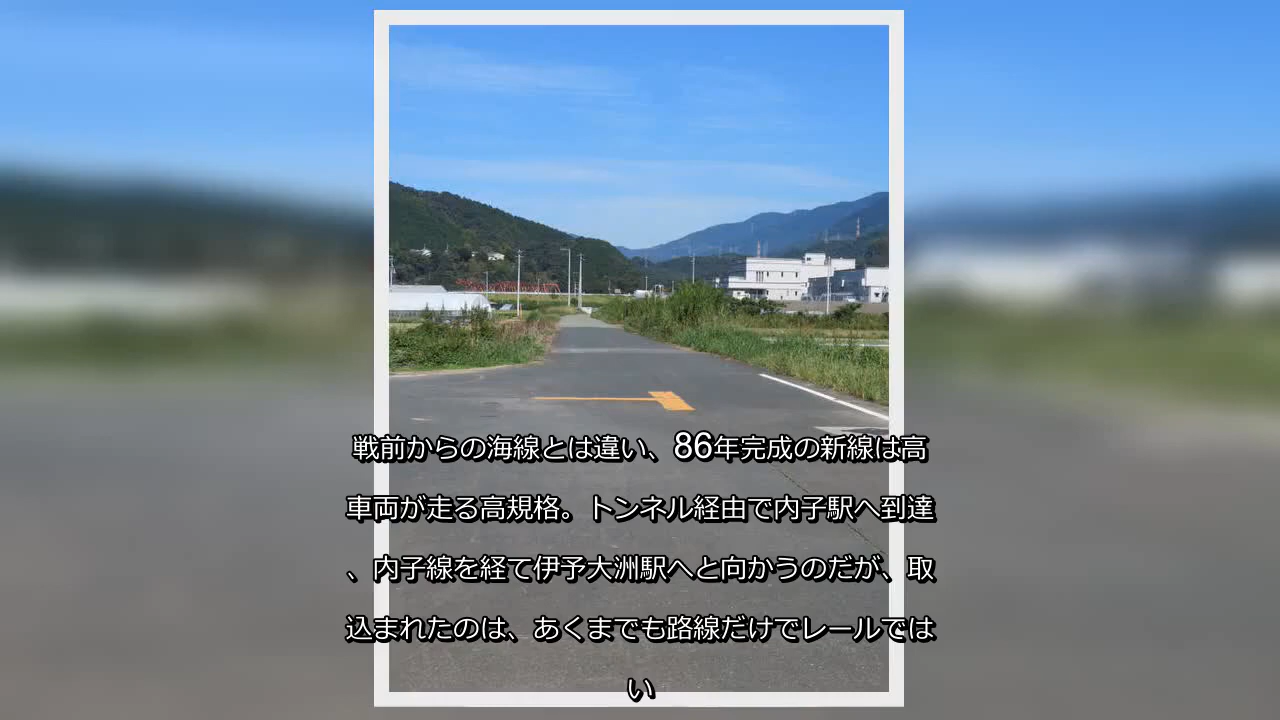 戦前からの海線とは違い、86年完成の新線は高
車両が走る高規格。トンネル経由で内子駅へ到達
、内子線を経て伊予大洲駅へと向かうのだが、取
込まれたのは、あくまでも路線だけでレールでは
い